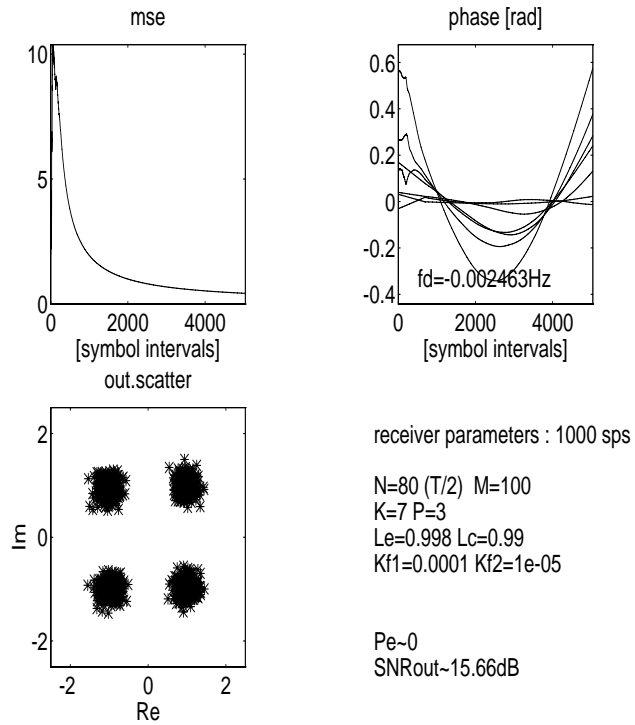 mse
10
5
0
0 2000 4000
[symbol intervals]
phase [rad]
0.6
0.4
0.2
0
-0.2
-0.4
fd=-0.002463Hz
0 2000 4000
[symbol intervals]
out.scatter
2
1
0
-1
-2
Im
-2 0 2
Re
receiver parameters : 1000 sps
N=80 (T/2) M=100
K=7 P=3
Le=0.998 Lc=0.99
Kf1=0.0001 Kf2=1e-05
Pe~0
SNRout~15.66dB